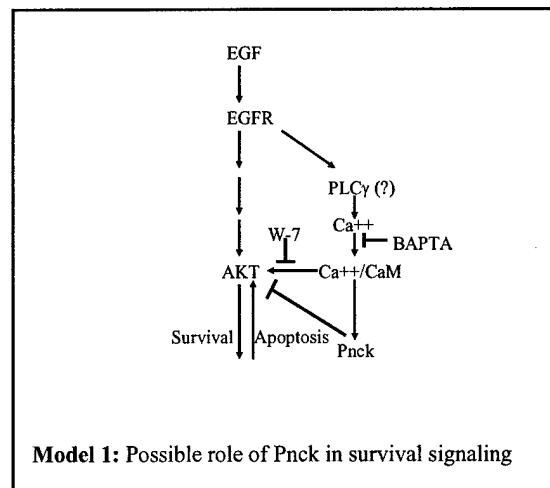 EGF
EGFR
PLCγ (?)
Ca++
W-7
BAPTA
AKT
Ca++/CaM
Survival
Apoptosis
Pnck
Model 1: Possible role of Pnck in survival signaling